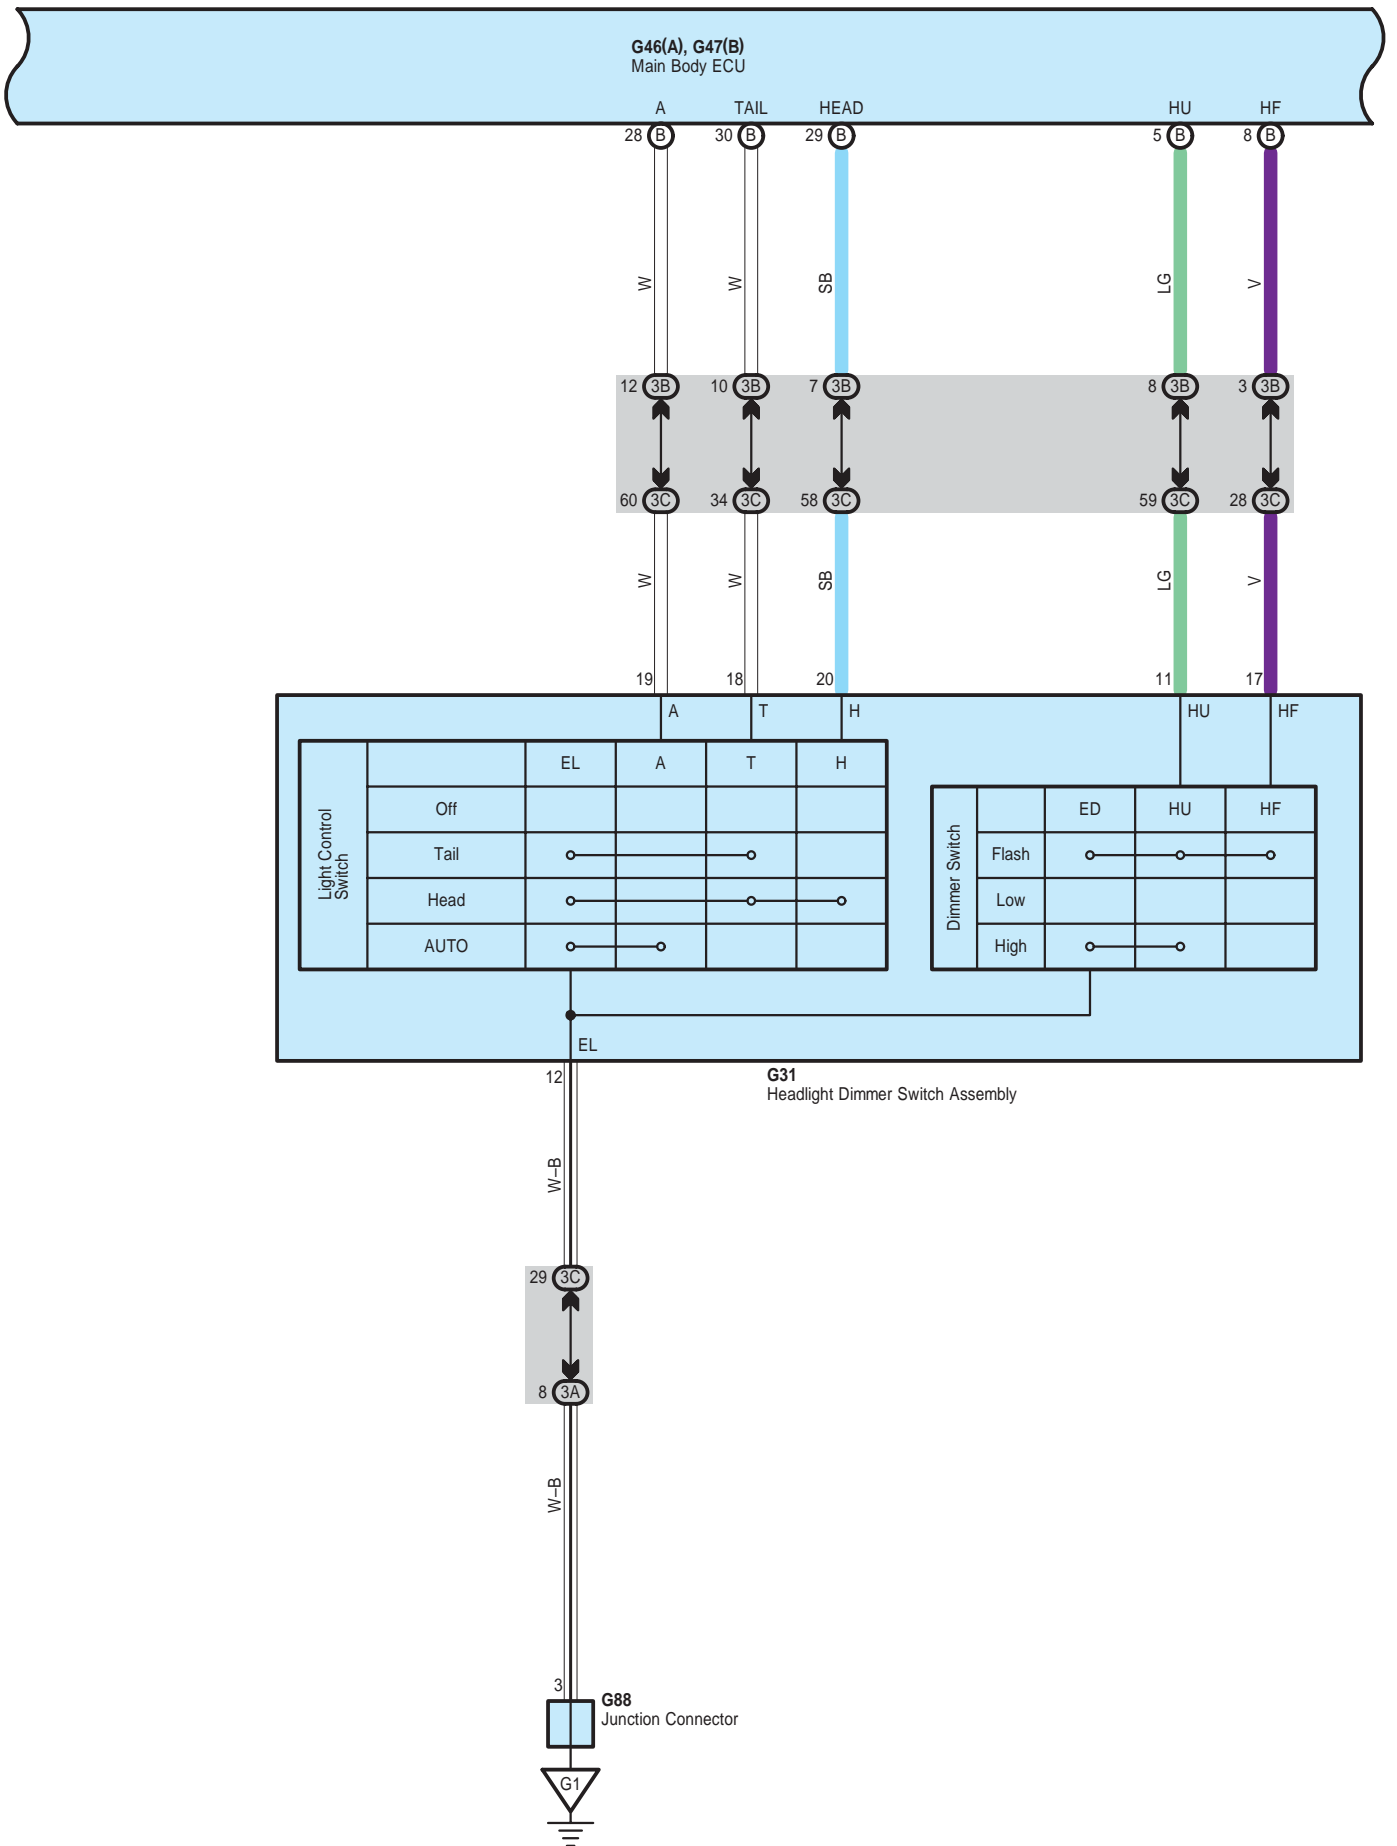 G46(A), G47(B)
Main Body ECU
A TAIL HEAD HU HF
28 B 30 B 29 B 5 B 8 B
W W SB LG V
12 3B 10 3B 7 3B 8 3B 3 3B
60 3C 34 3C 58 3C 59 3C 28 3C
W W SB LG V
19 18 20 11 17
A T H HU HF
Light Control
Switch
EL A T H
Off
Tail
Head
AUTO
Dimmer Switch
ED HU HF
Flash
Low
High
EL
12
G31
Headlight Dimmer Switch Assembly
W–B
29 3C
8 3A
W–B
3
G88
Junction Connector
G1